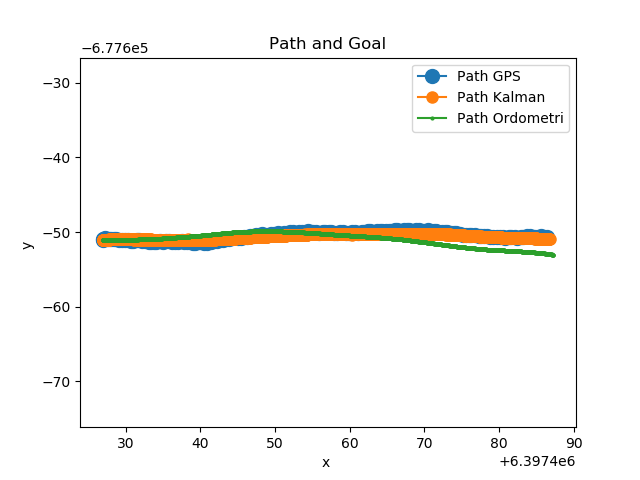 −6.776e5
Path and Goal
Path GPS
Path Kalman
Path Ordometri
−30
−40
−50
−60
−70
y
30 40 50 60 70 80 90
x
+6.3974e6